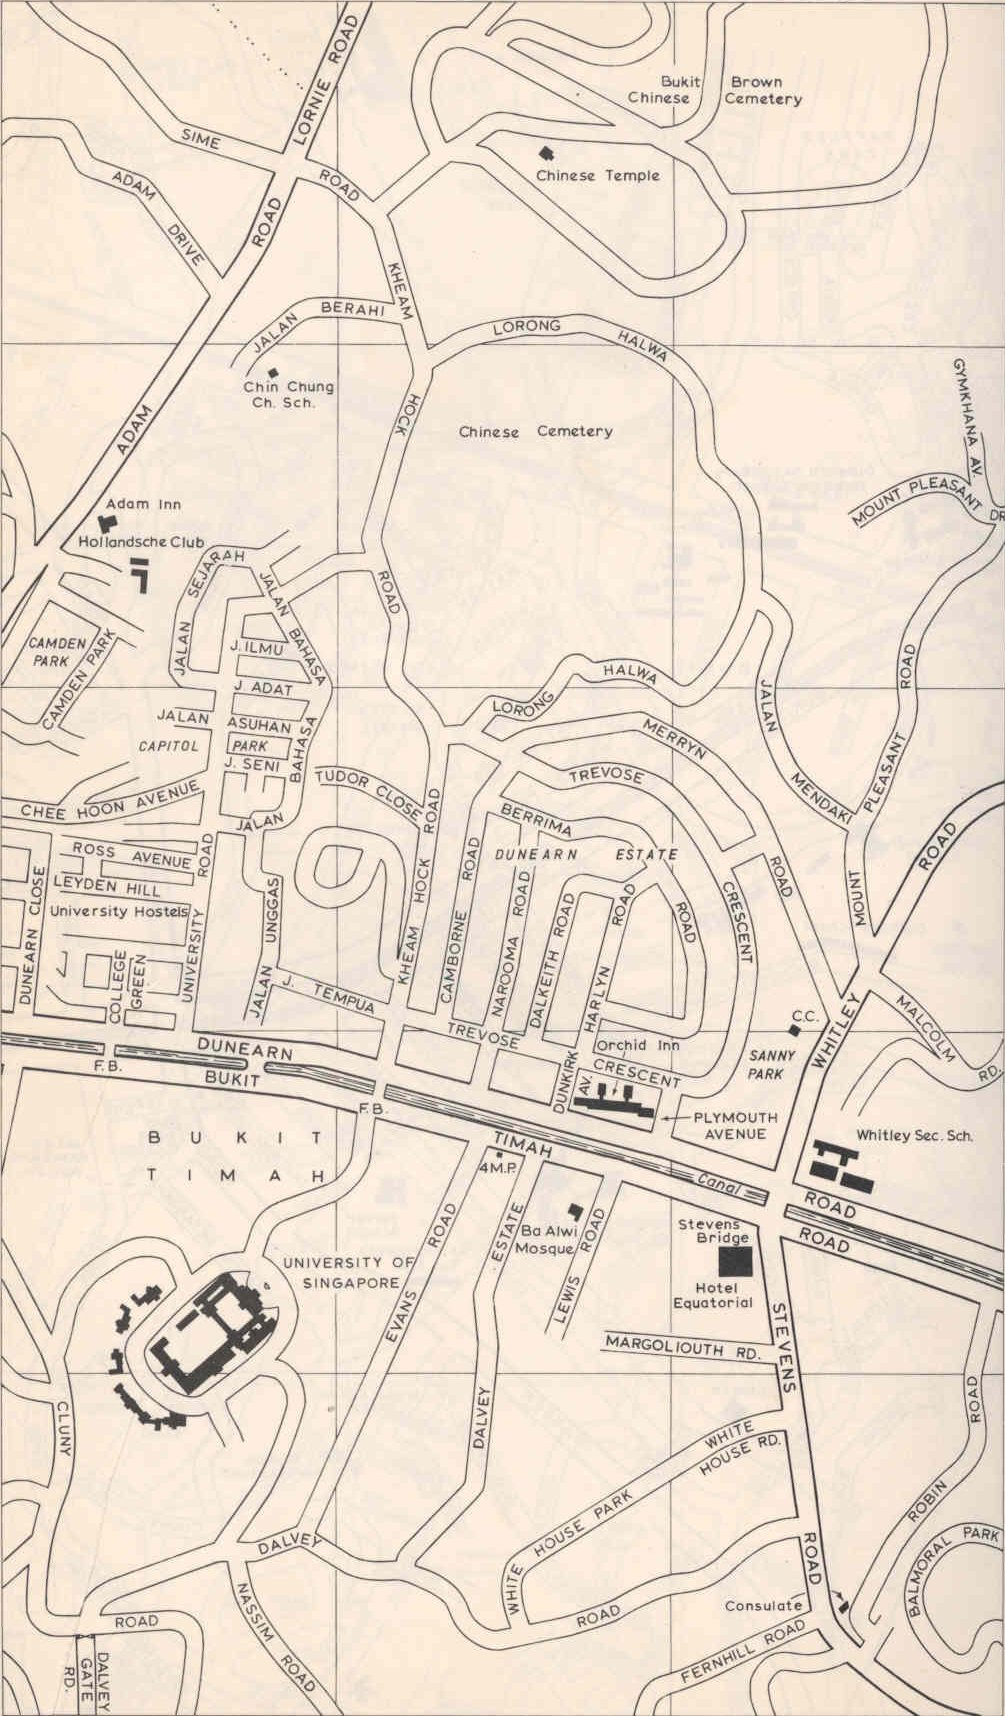 LORNIE ROAD
Bukit Brown
Chinese Cemetery
SIME
ROAD
Chinese Temple
ADAM
DRIVE
ROAD
KHEAM
JALAN
BERAHI
LORONG
HALWA
Chin Chung
Ch. Sch.
HOCK
GYMKHANA AV.
ADAM
Chinese Cemetery
MOUNT PLEASANT DR
Adam Inn
Hollandsche Club
JALAN
SEJARAH
JALAN
BAHASA
ROAD
CAMDEN
PARK
CAMDEN PARK
J. ILMU
J. ADAT
LORONG
HALWA
JALAN
ROAD
JALAN
ASUHAN
CAPITOL
PARK
J. SENI
BAHASA
MERRYN
TREVOSE
MENDAKI
PLEASANT
TUDOR CLOSE
CHEE HOON AVENUE
JALAN
ROAD
BERRIMA
DUNEARN
ESTATE
ROAD
ROSS AVENUE
ROAD
LEYDEN HILL
University Hostels
DUNEARN CLOSE
UNIVERSITY
UNGGAS
KHEAM HOCK
CAMBORNE
ROAD
NAROOMA ROAD
DALKEITH ROAD
HARLYN
ROAD
ROAD
CRESCENT
ROAD
MOUNT
COLLEGE
GREEN
JALAN
J. TEMPUA
TREVOSE
Orchid Inn
CRESCENT
C.C.
SANNY
PARK
WHITLEY
MALCOLM
RD.
DUNEARN
F.B.
BUKIT
F.B.
DUNKIRK
AV.
PLYMOUTH
AVENUE
Whitley Sec. Sch.
BUKIT
TIMAH
TIMAH
4M.P.
Canal
ROAD
ROAD
UNIVERSITY OF
SINGAPORE
EVANS
ROAD
ESTATE
Ba Alwi
Mosque
LEWIS
ROAD
Stevens
Bridge
Hotel
Equatorial
MARGOLIOUTH RD.
STEVENS
CLUNY
DALVEY
WHITE
HOUSE RD.
WHITE
HOUSE PARK
ROAD
ROBIN
BALMORAL PARK
DALVEY
ROAD
ROAD
Consulate
ROAD
NASSIM
ROAD
FERNHILL ROAD
DALVEY
GATE
RD.